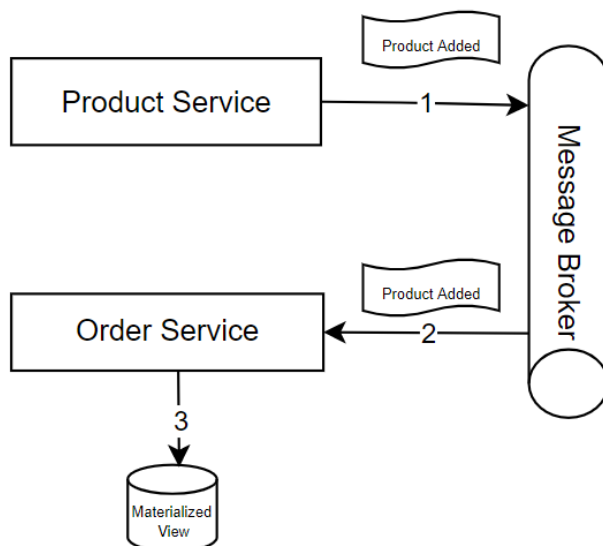 Product Added
Product Service
1
Message Broker
Product Added
Order Service
2
3
Materialized
View